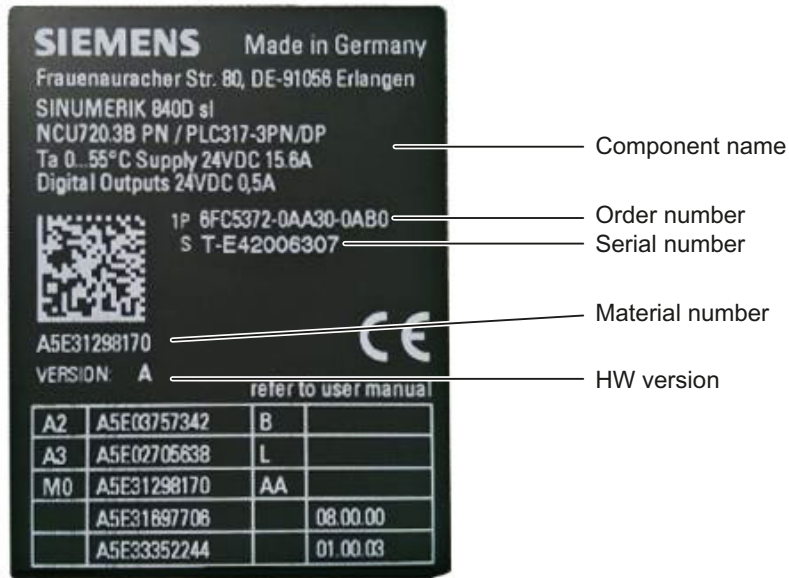 SIEMENS Made in Germany
Frauenauracher Str. 80, DE-91056 Erlangen
SINUMERIK 840D sl
NCU720.3B PN / PLC317-3PN/DP
Ta 0...55°C Supply 24VDC 15.6A
Digital Outputs 24VDC 0,5A
Component name
1P 6FC5372-0AA30-0AB0
Order number
S T-E42006307
Serial number
Material number
A5E31298170
CE
VERSION: A
HW version
refer to user manual
A2 A5E03757342 B
A3 A5E02705638 L
M0 A5E31298170 AA
A5E31697706 08.00.00
A5E33352244 01.00.03